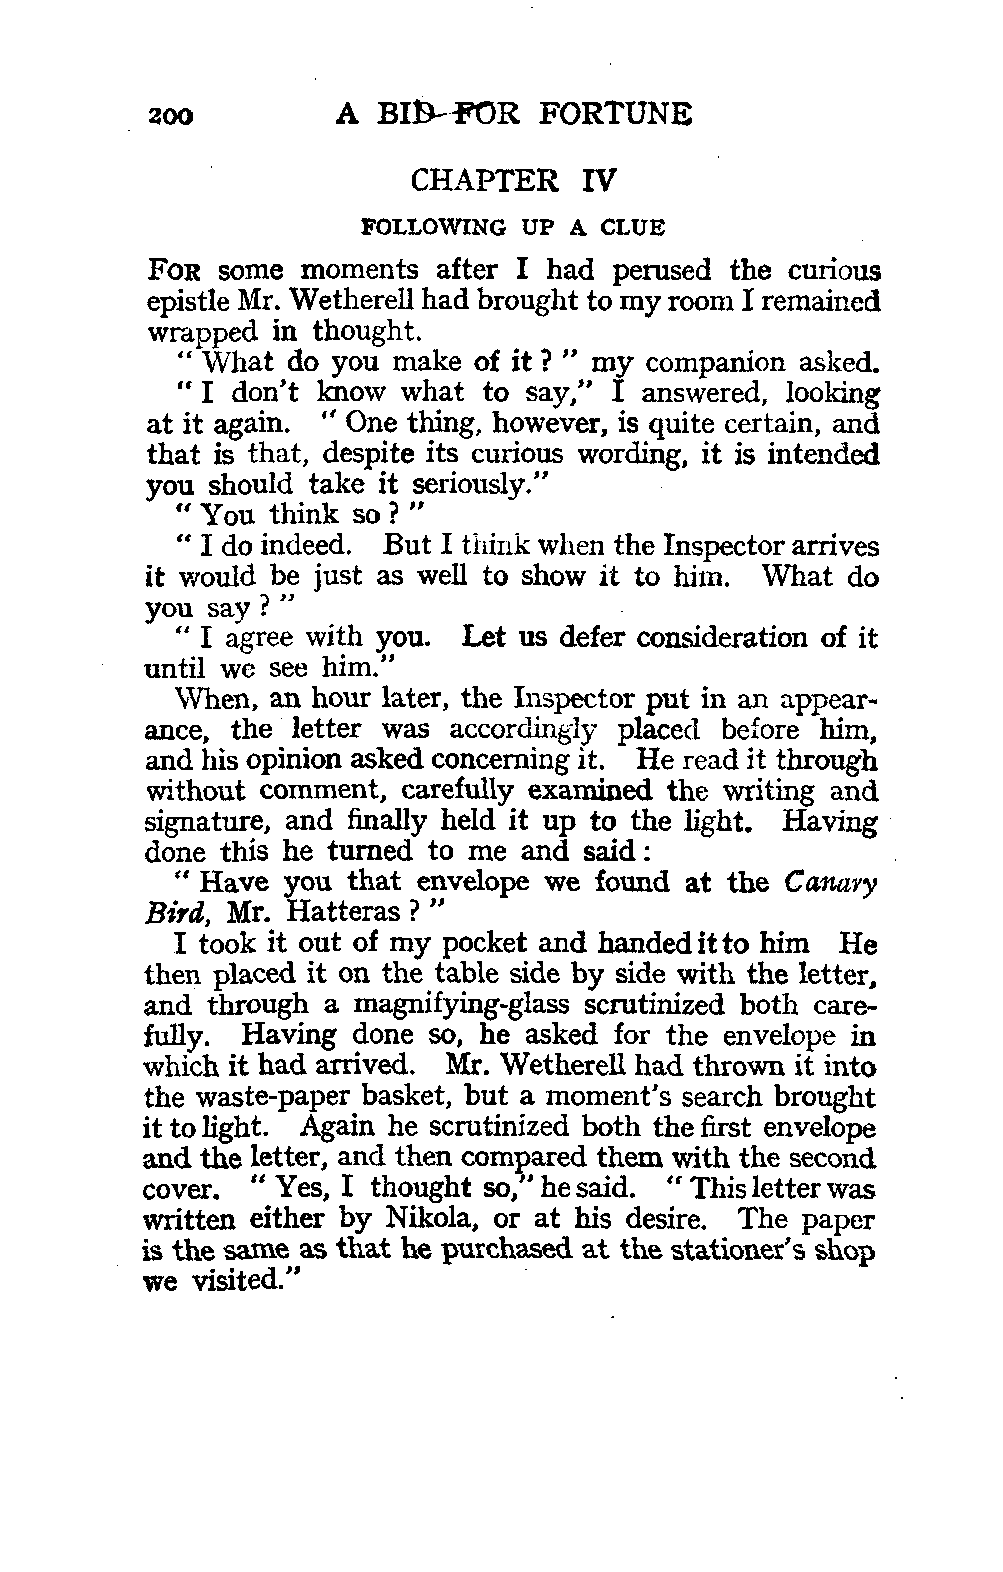 200 A BID FOR FORTUNE
CHAPTER IV
FOLLOWING UP A CLUE
FOR some moments after I had perused the curious
epistle Mr. Wetherell had brought to my room I remained
wrapped in thought.
" What do you make of it ? " my companion asked.
" I don't know what to say," I answered, looking
at it again. " One thing, however, is quite certain, and
that is that, despite its curious wording, it is intended
you should take it seriously."
" You think so ? "
" I do indeed. But I think when the Inspector arrives
it would be just as well to show it to him. What do
you say ? "
" I agree with you. Let us defer consideration of it
until we see him."
When, an hour later, the Inspector put in an appear-
ance, the letter was accordingly placed before him,
and his opinion asked concerning it. He read it through
without comment, carefully examined the writing and
signature, and finally held it up to the light. Having
done this he turned to me and said :
" Have you that envelope we found at the Canary
Bird, Mr. Hatteras ? "
I took it out of my pocket and handed it to him He
then placed it on the table side by side with the letter,
and through a magnifying-glass scrutinized both care-
fully. Having done so, he asked for the envelope in
which it had arrived. Mr. Wetherell had thrown it into
the waste-paper basket, but a moment's search brought
it to light. Again he scrutinized both the first envelope
and the letter, and then compared them with the second
cover. " Yes, I thought so," he said. " This letter was
written either by Nikola, or at his desire. The paper
is the same as that he purchased at the stationer's shop
we visited."